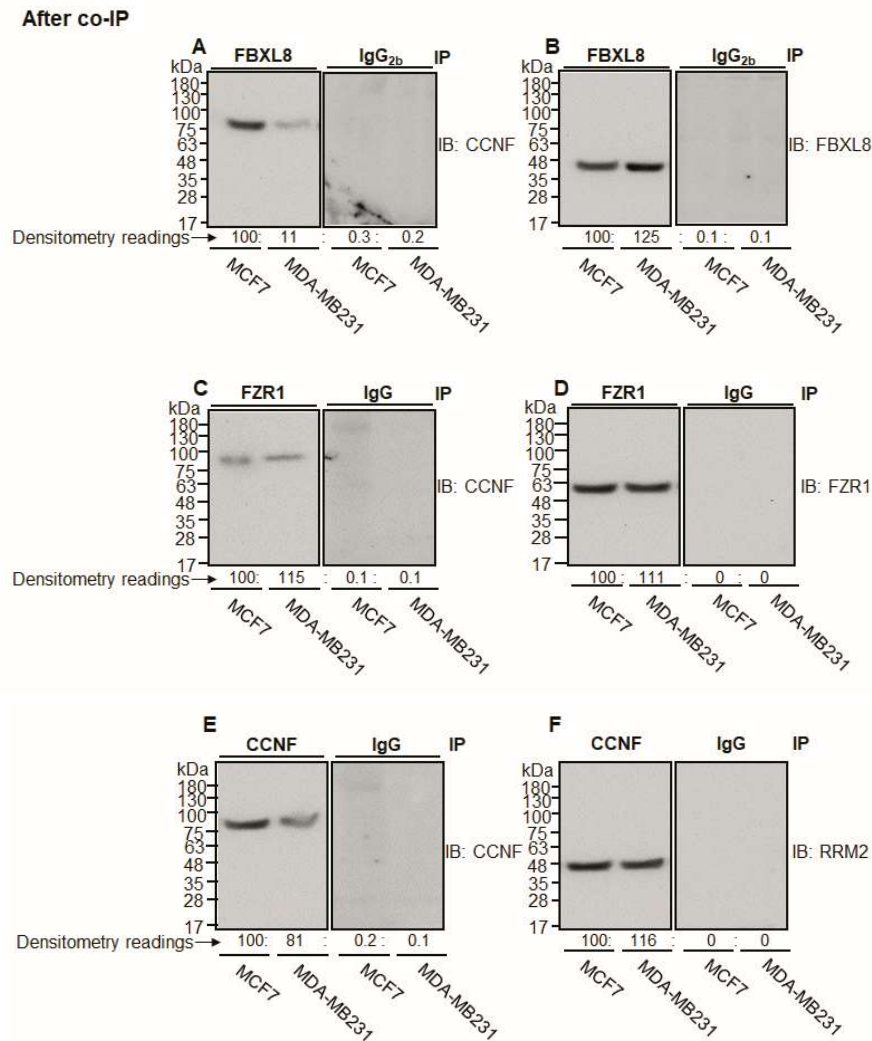 After co-IP
A
FBXL8 IgG2b IP
kDa
180
130
100
75
63
48
35
28
17
IB: CCNF
Densitometry readings→ 100: 11 : 0.3 : 0.2
MCF7
MDA-MB231
MCF7
MDA-MB231
B
FBXL8 IgG2b IP
kDa
180
130
100
75
63
48
35
28
17
IB: FBXL8
100: 125 : 0.1 : 0.1
MCF7
MDA-MB231
MCF7
MDA-MB231
C
FZR1 IgG IP
kDa
180
130
100
75
63
48
35
28
17
IB: CCNF
Densitometry readings→ 100: 115 : 0.1 : 0.1
MCF7
MDA-MB231
MCF7
MDA-MB231
D
FZR1 IgG IP
kDa
180
130
100
75
63
48
35
28
17
IB: FZR1
100 : 111 : 0 : 0
MCF7
MDA-MB231
MCF7
MDA-MB231
E
CCNF IgG IP
kDa
180
130
100
75
63
48
35
28
17
IB: CCNF
Densitometry readings→ 100: 81 : 0.2 : 0.1
MCF7
MDA-MB231
MCF7
MDA-MB231
F
CCNF IgG IP
kDa
180
130
100
75
63
48
35
28
17
IB: RRM2
100: 116 : 0 : 0
MCF7
MDA-MB231
MCF7
MDA-MB231